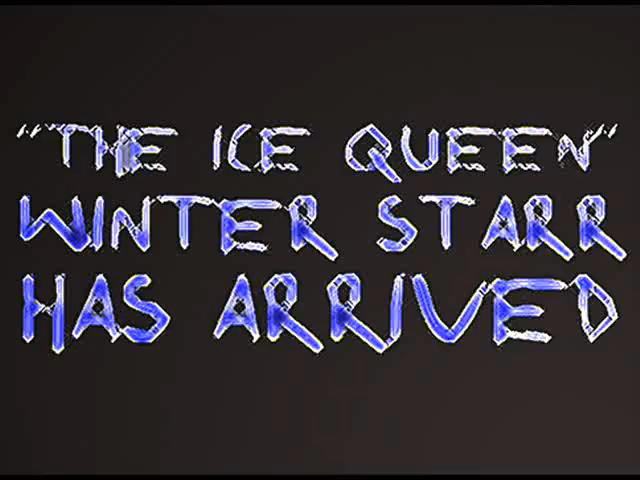 "THE ICE QUEEN"
WINTER STARR
HAS ARRIVED